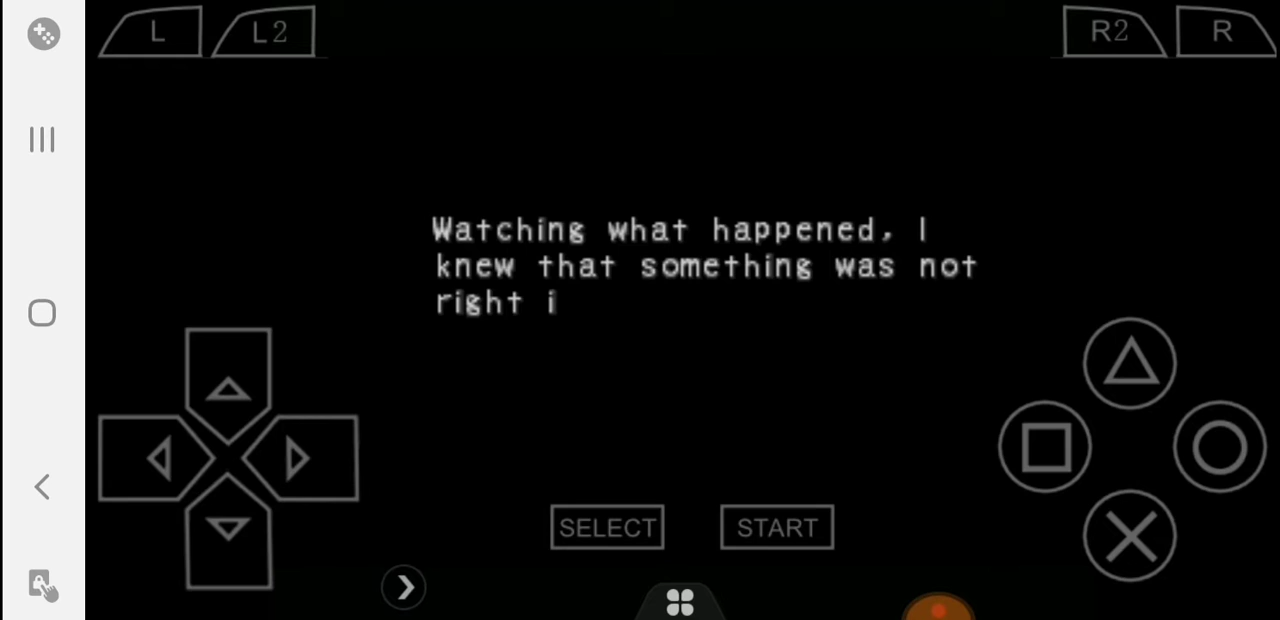 L L2 R2 R
Watching what happened, I
knew that something was not
right i
SELECT START